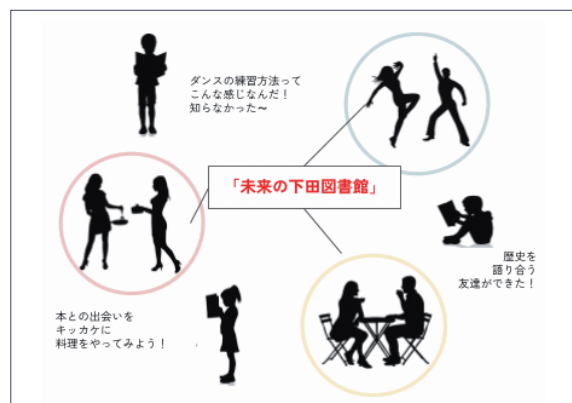 ダンスの練習方法って
こんな感じなんだ！
知らなかった〜
「未来の下田図書館」
歴史を
語り合う
友達ができた！
本との出会いを
キッカケに
料理をやってみよう！